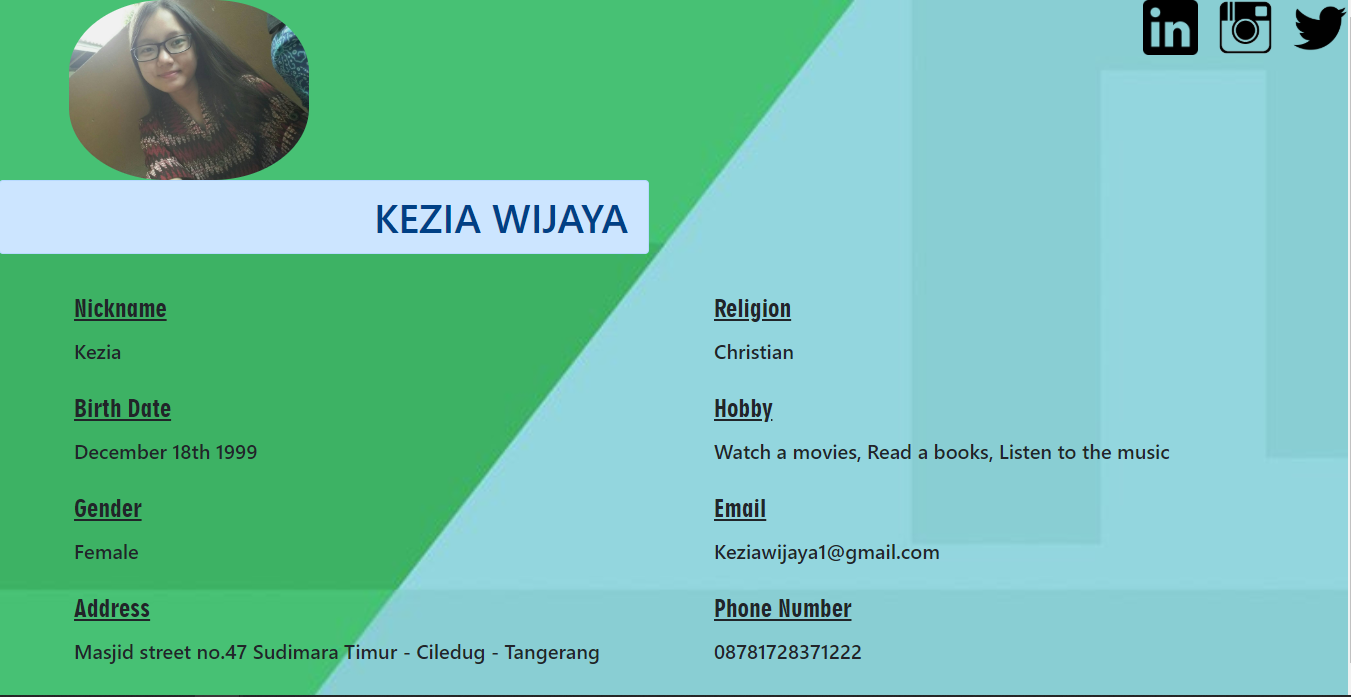 in
KEZIA WIJAYA
Nickname
Kezia
Birth Date
December 18th 1999
Gender
Female
Address
Masjid street no.47 Sudimara Timur - Ciledug - Tangerang
Religion
Christian
Hobby
Watch a movies, Read a books, Listen to the music
Email
Keziawijaya1@gmail.com
Phone Number
08781728371222